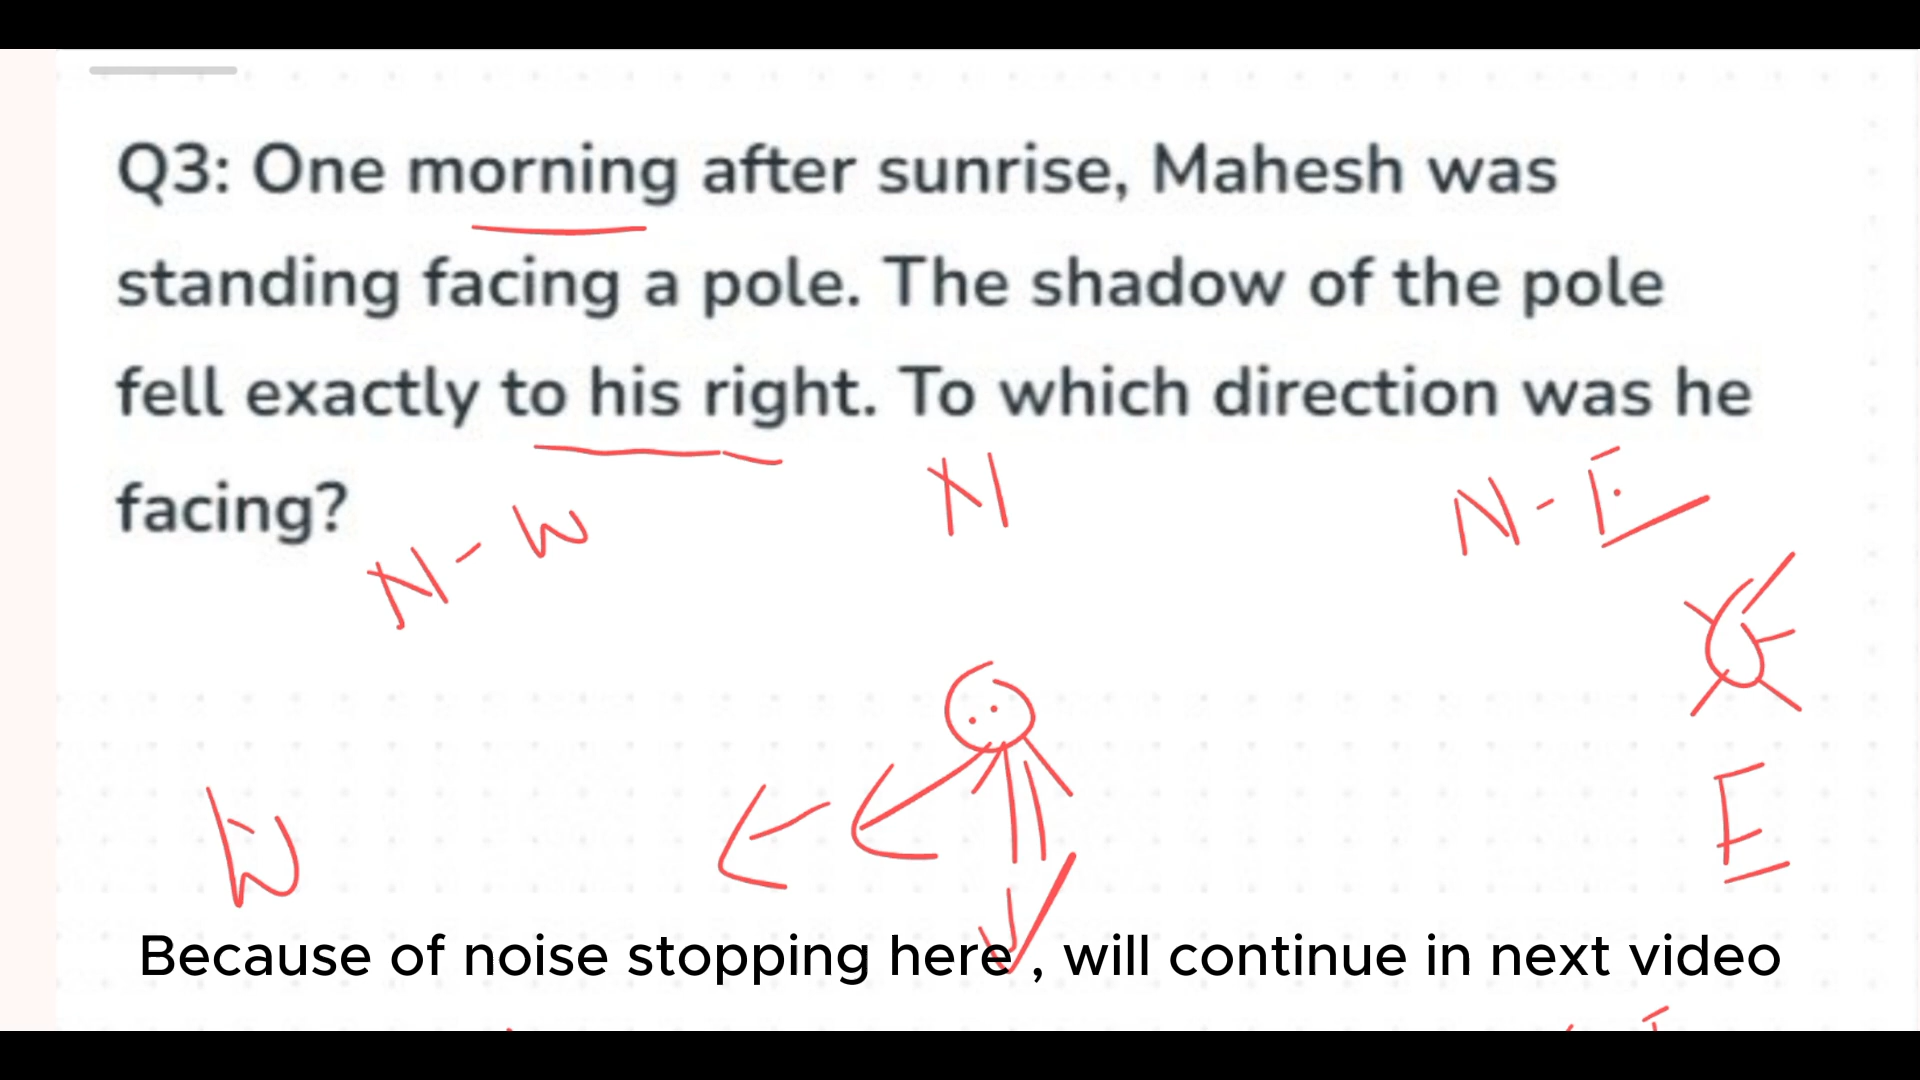 Q3: One morning after sunrise, Mahesh was
standing facing a pole. The shadow of the pole
fell exactly to his right. To which direction was he
facing?
N
N-E
N-W
W
E
Because of noise stopping here , will continue in next video